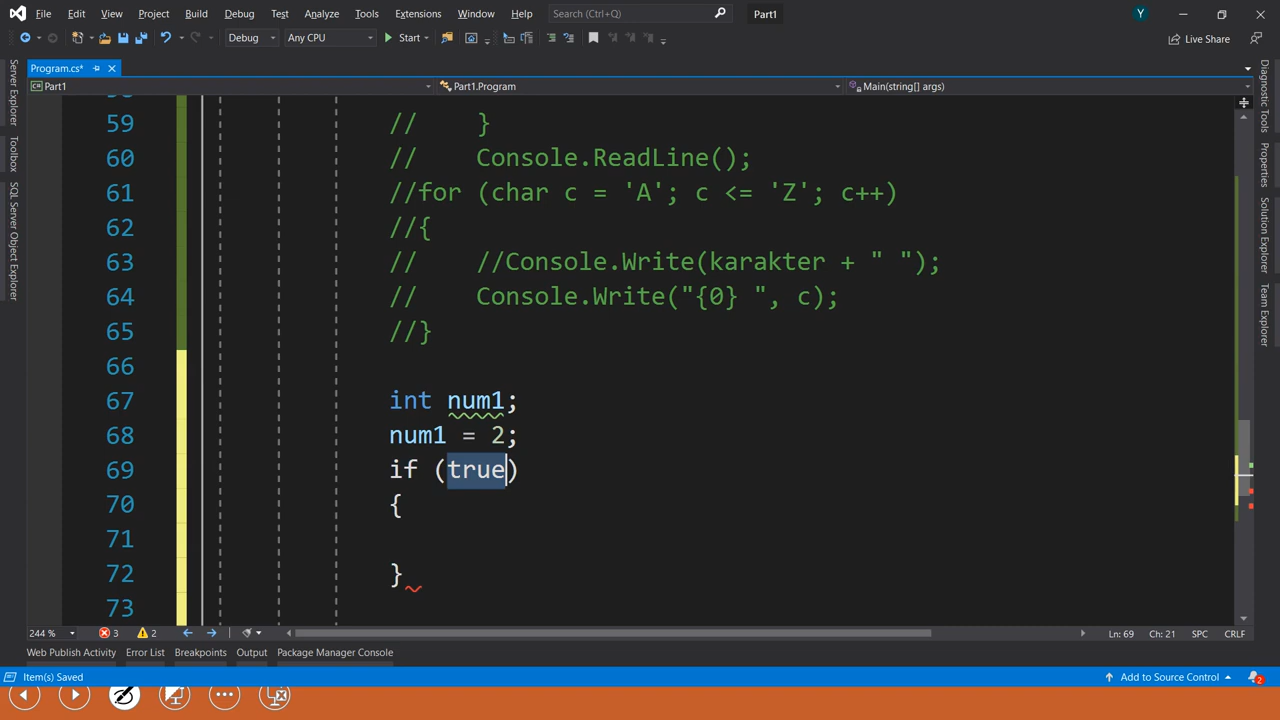 File Edit View Project Build Debug Test Analyze Tools Extensions Window Help Search (Ctrl+Q) Part1 Y
Debug Any CPU Start Live Share
Program.cs*
Part1 Part1.Program Main(string[] args)
Server Explorer
Toolbox
SQL Server Object Explorer
59 // }
60 // Console.ReadLine();
61 //for (char c = 'A'; c <= 'Z'; c++)
62 //{
63 // //Console.Write(karakter + " ");
64 // Console.Write("{0} ", c);
65 //}
66
67 int num1;
68 num1 = 2;
69 if (true)
70 {
71
72 }
73
Diagnostic Tools
Properties
Solution Explorer
Team Explorer
244 % 3 2 Ln: 69 Ch: 21 SPC CRLF
Web Publish Activity Error List Breakpoints Output Package Manager Console
Item(s) Saved Add to Source Control 2